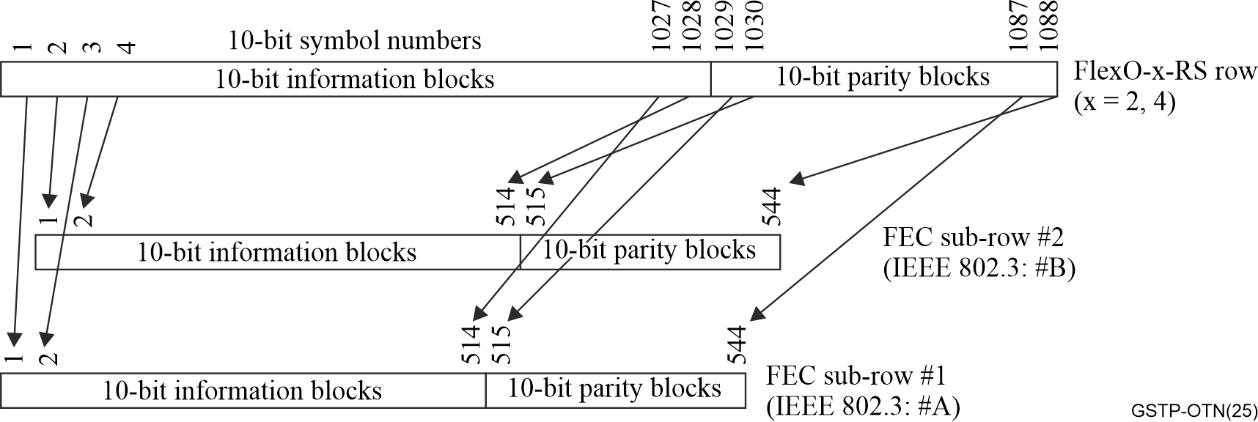 1 2 3 4 10-bit symbol numbers 1027 1028 1029 1030 1087 1088
10-bit information blocks 10-bit parity blocks FlexO-x-RS row
(x = 2, 4)
1 2 514 515 544
10-bit information blocks 10-bit parity blocks FEC sub-row #2
(IEEE 802.3: #B)
1 2 514 515 544
10-bit information blocks 10-bit parity blocks FEC sub-row #1
(IEEE 802.3: #A)
GSTP-OTN(25)